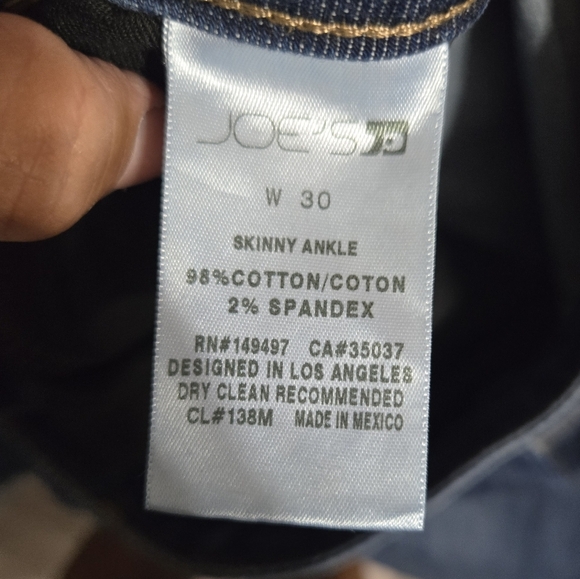 JOE'S
W 30
SKINNY ANKLE
98%COTTON/COTON
2% SPANDEX
RN#149497 CA#35037
DESIGNED IN LOS ANGELES
DRY CLEAN RECOMMENDED
CL#138M MADE IN MEXICO